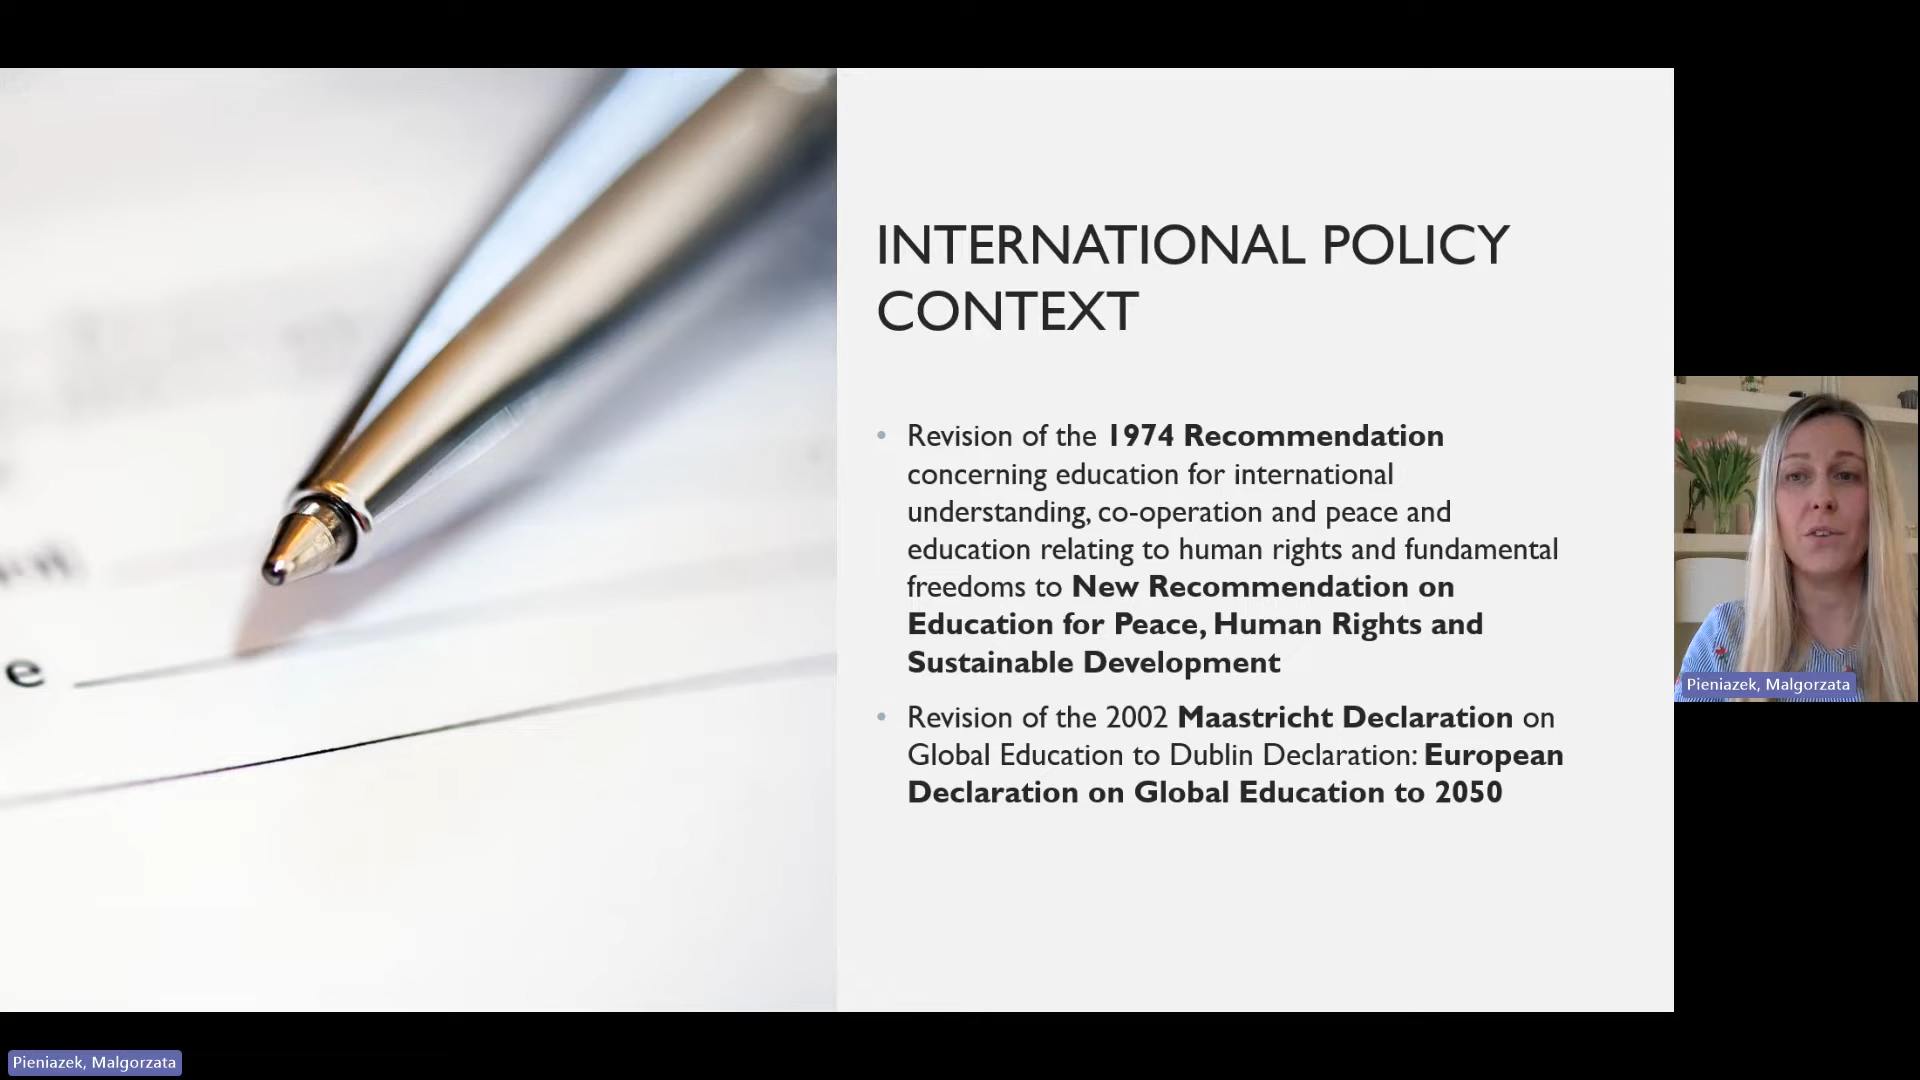 INTERNATIONAL POLICY
CONTEXT
• Revision of the 1974 Recommendation
concerning education for international
understanding, co-operation and peace and
education relating to human rights and fundamental
freedoms to New Recommendation on
Education for Peace, Human Rights and
Sustainable Development
• Revision of the 2002 Maastricht Declaration on
Global Education to Dublin Declaration: European
Declaration on Global Education to 2050
e
Pieniazek, Malgorzata
Pieniazek, Malgorzata